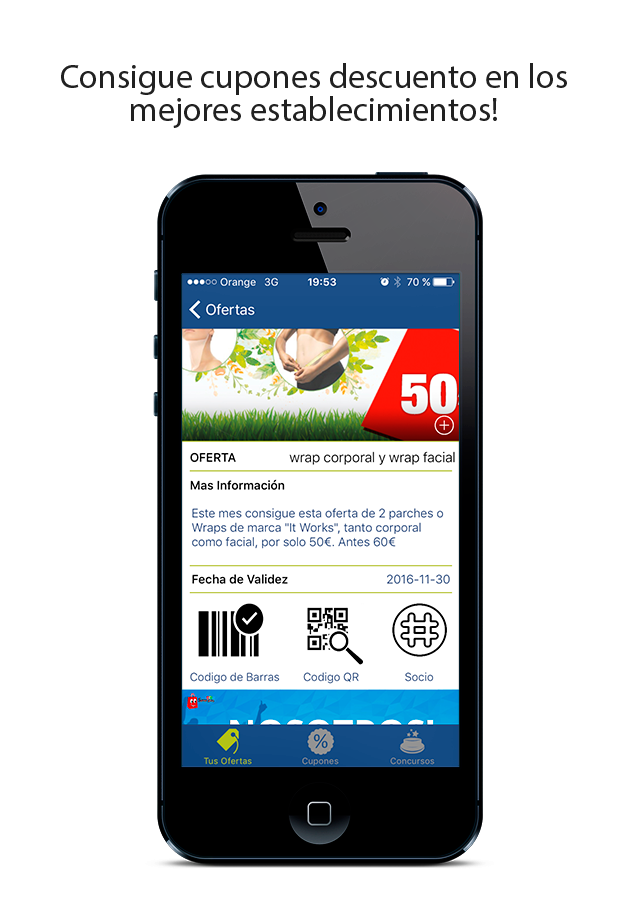 Consigue cupones descuento en los
mejores establecimientos!
Orange 3G 19:53 70 %
Ofertas
50
OFERTA wrap corporal y wrap facial
Mas Información
Este mes consigue esta oferta de 2 parches o
Wraps de marca "It Works", tanto corporal
como facial, por solo 50€. Antes 60€
Fecha de Validez 2016-11-30
Codigo de Barras Codigo QR Socio
NOSOTROS!
Tus Ofertas Cupones Concursos